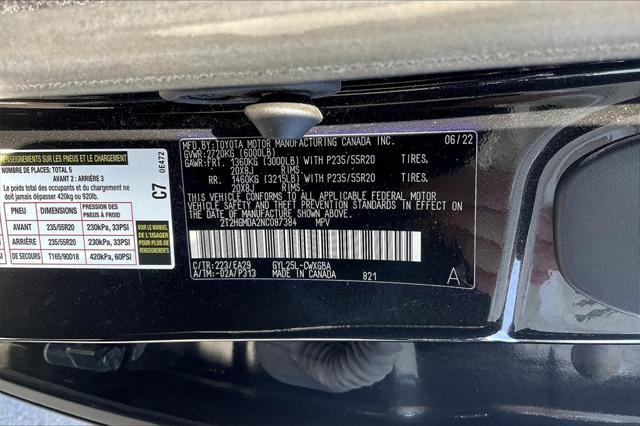 RENSEIGNEMENTS SUR LES PNEUS ET LE CHARGEMENT
NOMBRE DE PLACES: TOTAL 5
AVANT 2 : ARRIÈRE 3
Le poids total des occupants et du chargement ne
doit jamais dépasser 420kg ou 920lb.
PNEU DIMENSIONS PRESSION DES PNEUS À FROID
AVANT 235/55R20 230kPa, 33PSI
ARRIÈRE 235/55R20 230kPa, 33PSI
DE SECOURS T165/90D18 420kPa, 60PSI
C7
0E472
MFD. BY:TOYOTA MOTOR MANUFACTURING CANADA INC. 06/22
GVWR:2720KG (6000LB)
GAWR:FR: 1360KG (3000LB) WITH P235/55R20 TIRES,
20X8J RIMS.
RR. 1460KG (3215LB) WITH P235/55R20 TIRES,
20X8J RIMS.
THIS VEHICLE CONFORMS TO ALL APPLICABLE FEDERAL MOTOR
VEHICLE SAFETY AND THEFT PREVENTION STANDARDS IN EFFECT ON
THE DATE OF MANUFACTURE SHOWN ABOVE.
2T2HGMDA2NC087384 MPV
C/TR:223/EA29 GYL25L-CWXGBA
A/TM:-02A/P313 MADE IN CANADA 821
A